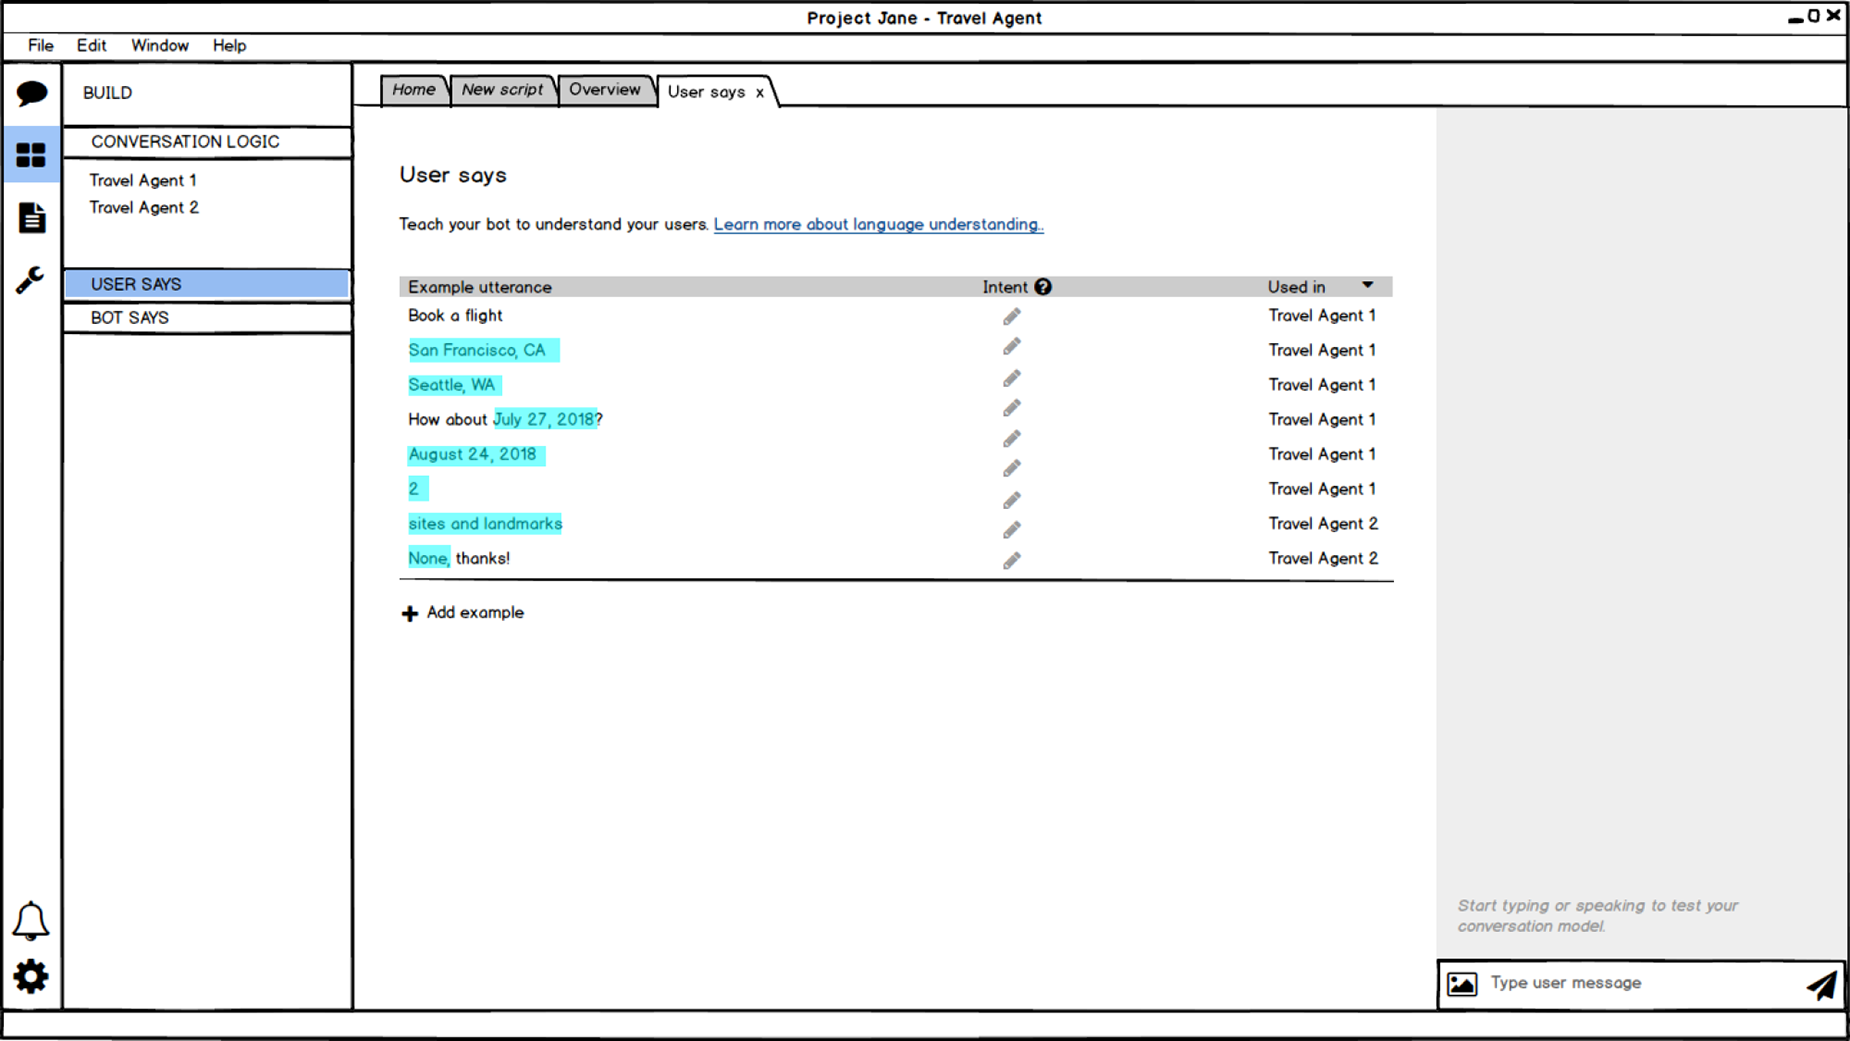 Project Jane - Travel Agent
File Edit Window Help
BUILD
CONVERSATION LOGIC
Travel Agent 1
Travel Agent 2
USER SAYS
BOT SAYS
Home New script Overview User says x
User says
Teach your bot to understand your users. Learn more about language understanding..
Example utterance Intent ? Used in
Book a flight Travel Agent 1
San Francisco, CA Travel Agent 1
Seattle, WA Travel Agent 1
How about July 27, 2018? Travel Agent 1
August 24, 2018 Travel Agent 1
2 Travel Agent 1
sites and landmarks Travel Agent 2
None, thanks! Travel Agent 2
Add example
Start typing or speaking to test your
conversation model.
Type user message